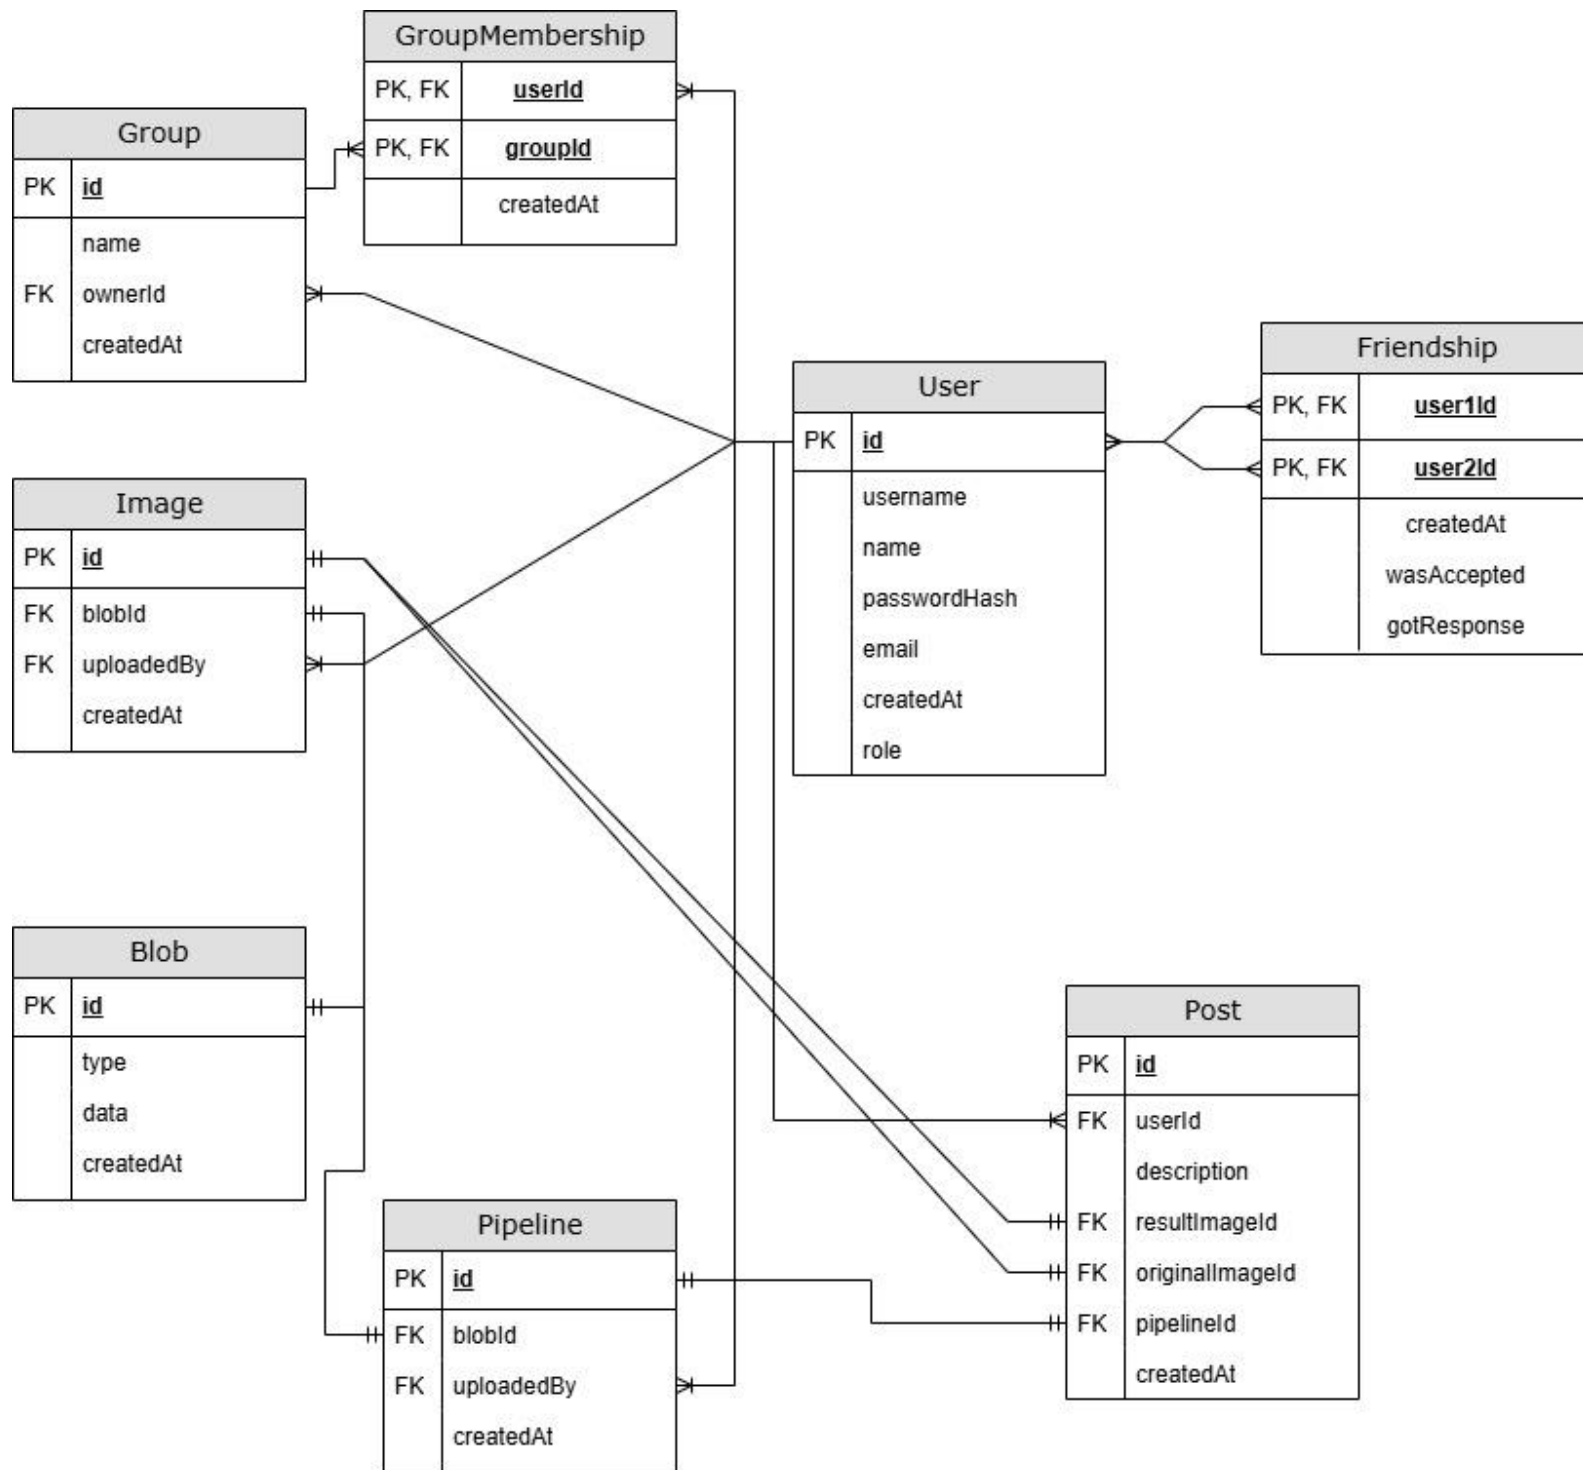 GroupMembership
PK, FK userId
PK, FK groupId
createdAt
Group
PK id
name
FK ownerId
createdAt
Friendship
PK, FK user1Id
PK, FK user2Id
createdAt
wasAccepted
gotResponse
User
PK id
username
name
passwordHash
email
createdAt
role
Image
PK id
FK blobId
FK uploadedBy
createdAt
Blob
PK id
type
data
createdAt
Post
PK id
FK userId
description
FK resultImageId
FK originalImageId
FK pipelineId
createdAt
Pipeline
PK id
FK blobId
FK uploadedBy
createdAt